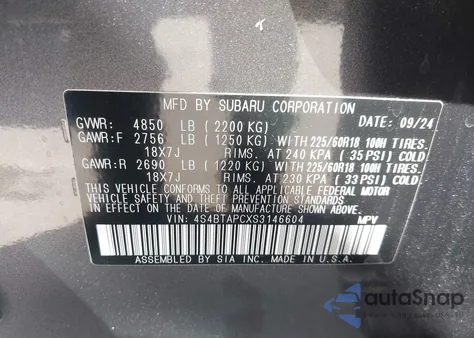 MFD BY SUBARU CORPORATION
GVWR: 4850 LB (2200 KG) DATE: 09/24
GAWR:F 2756 LB (1250 KG) WITH 225/60R18 100H TIRES.
18X7J RIMS. AT 240 KPA (35 PSI) COLD
GAWR:R 2690 LB (1220 KG) WITH 225/60R18 100H TIRES.
18X7J RIMS. AT 230 KPA (33 PSI) COLD
THIS VEHICLE CONFORMS TO ALL APPLICABLE FEDERAL MOTOR
VEHICLE SAFETY AND THEFT PREVENTION STANDARDS IN EFFECT
ON THE DATE OF MANUFACTURE SHOWN ABOVE.
VIN: 4S4BTAPCXS3146604 MPV
ASSEMBLED BY SIA INC. MADE IN U.S.A.
autoSnap